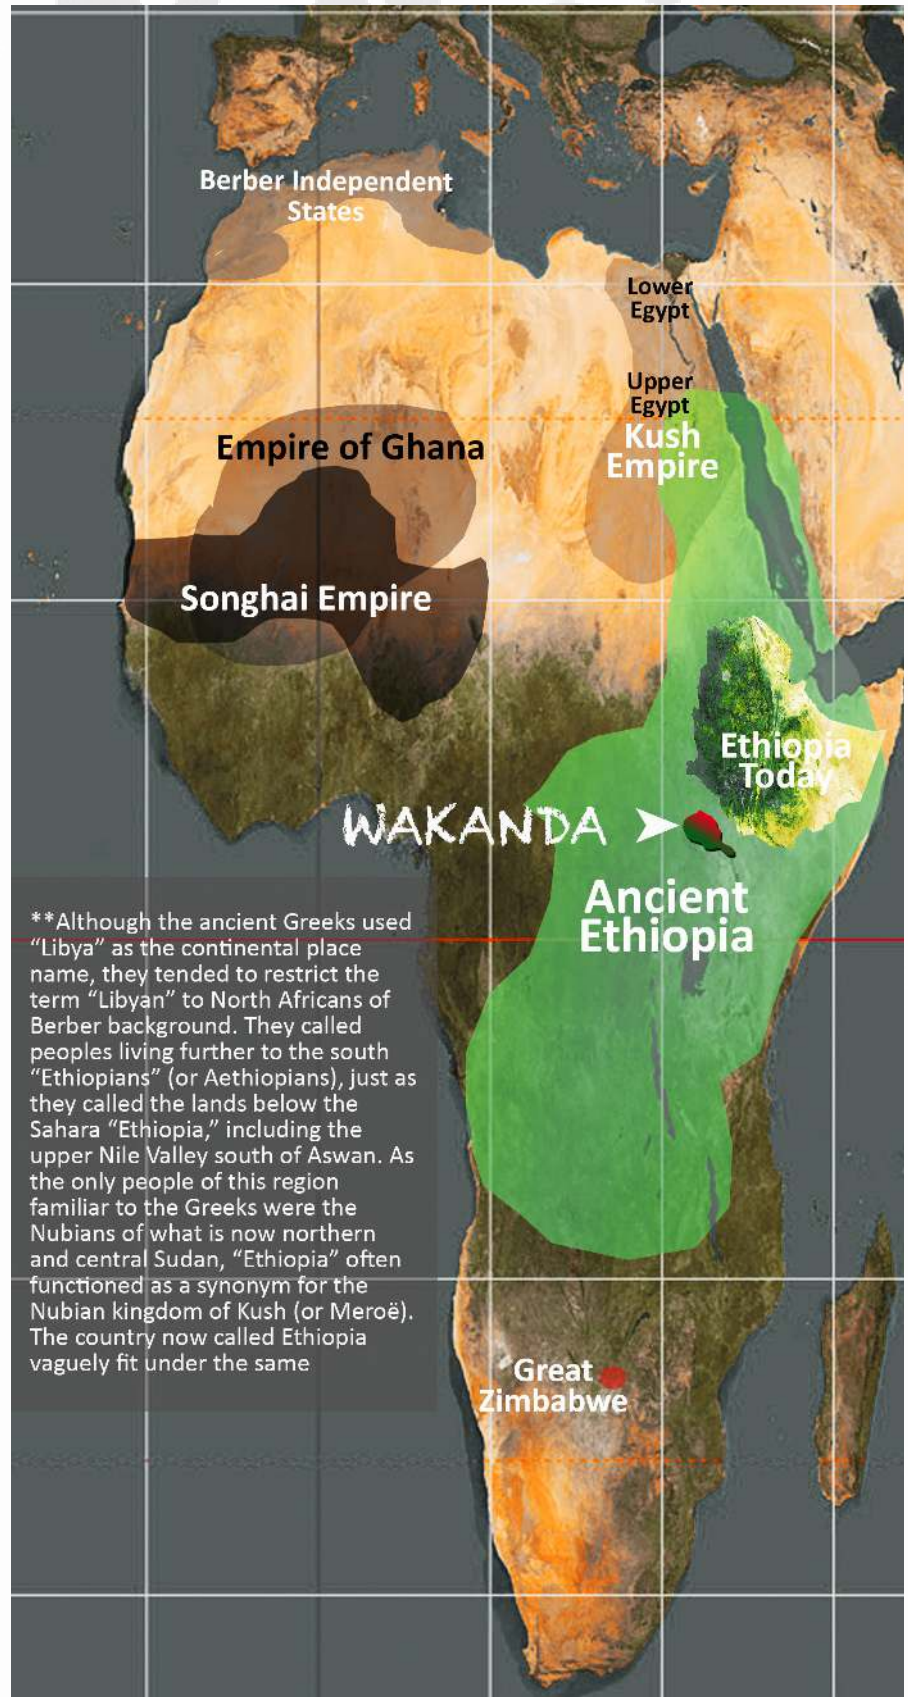 Berber Independent
States
Lower
Egypt
Upper
Egypt
Kush
Empire
Empire of Ghana
Songhai Empire
Ethiopia
Today
WAKANDA
Ancient
Ethiopia
**Although the ancient Greeks used
“Libya” as the continental place
name, they tended to restrict the
term “Libyan” to North Africans of
Berber background. They called
peoples living further to the south
“Ethiopians” (or Aethiopians), just as
they called the lands below the
Sahara “Ethiopia,” including the
upper Nile Valley south of Aswan. As
the only people of this region
familiar to the Greeks were the
Nubians of what is now northern
and central Sudan, “Ethiopia” often
functioned as a synonym for the
Nubian kingdom of Kush (or Meroë).
The country now called Ethiopia
vaguely fit under the same
Great
Zimbabwe